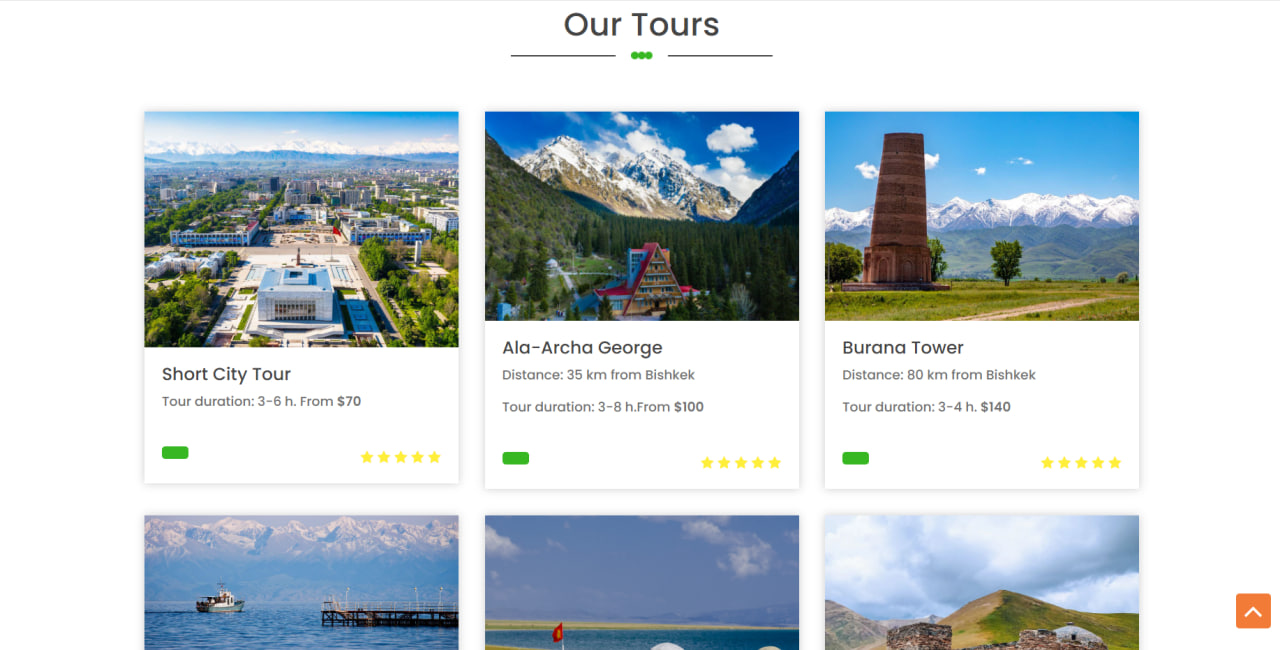 Our Tours
Short City Tour
Tour duration: 3-6 h. From $70
Ala-Archa George
Distance: 35 km from Bishkek
Tour duration: 3-8 h.From $100
Burana Tower
Distance: 80 km from Bishkek
Tour duration: 3-4 h. $140